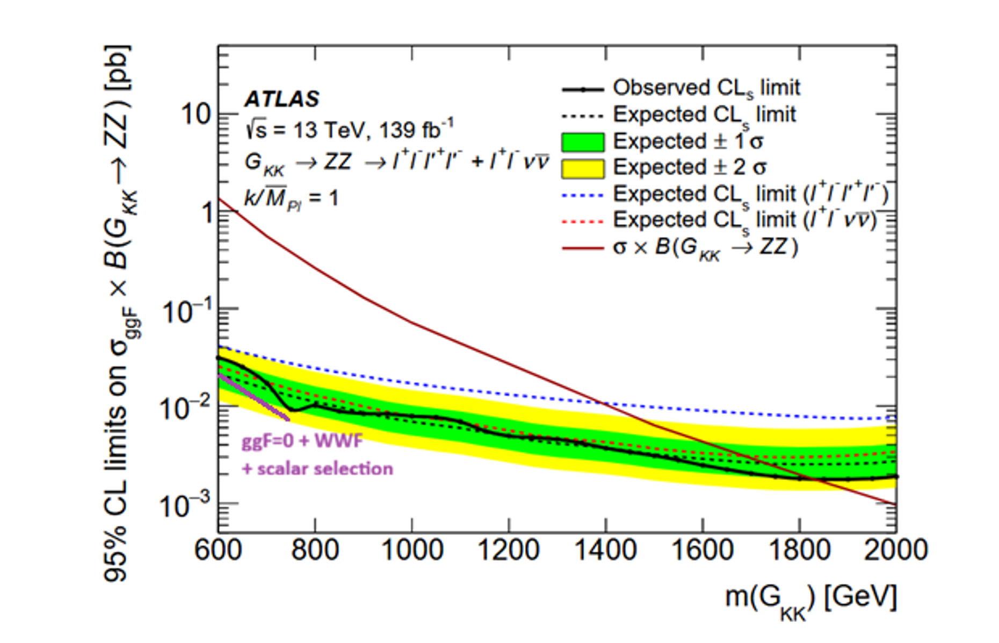 95% CL limits on σ_ggF × B(G_KK → ZZ) [pb]
10
1
10⁻¹
10⁻²
10⁻³
ATLAS
√s = 13 TeV, 139 fb⁻¹
G_KK → ZZ → l⁺l⁻l'⁺l'⁻ + l⁺l⁻νν̅
k/M̅_Pl = 1
Observed CL_s limit
Expected CL_s limit
Expected ± 1 σ
Expected ± 2 σ
Expected CL_s limit (l⁺l⁻l'⁺l'⁻)
Expected CL_s limit (l⁺l⁻νν̅)
σ × B(G_KK → ZZ)
ggF=0 + WWF
+ scalar selection
600 800 1000 1200 1400 1600 1800 2000
m(G_KK) [GeV]